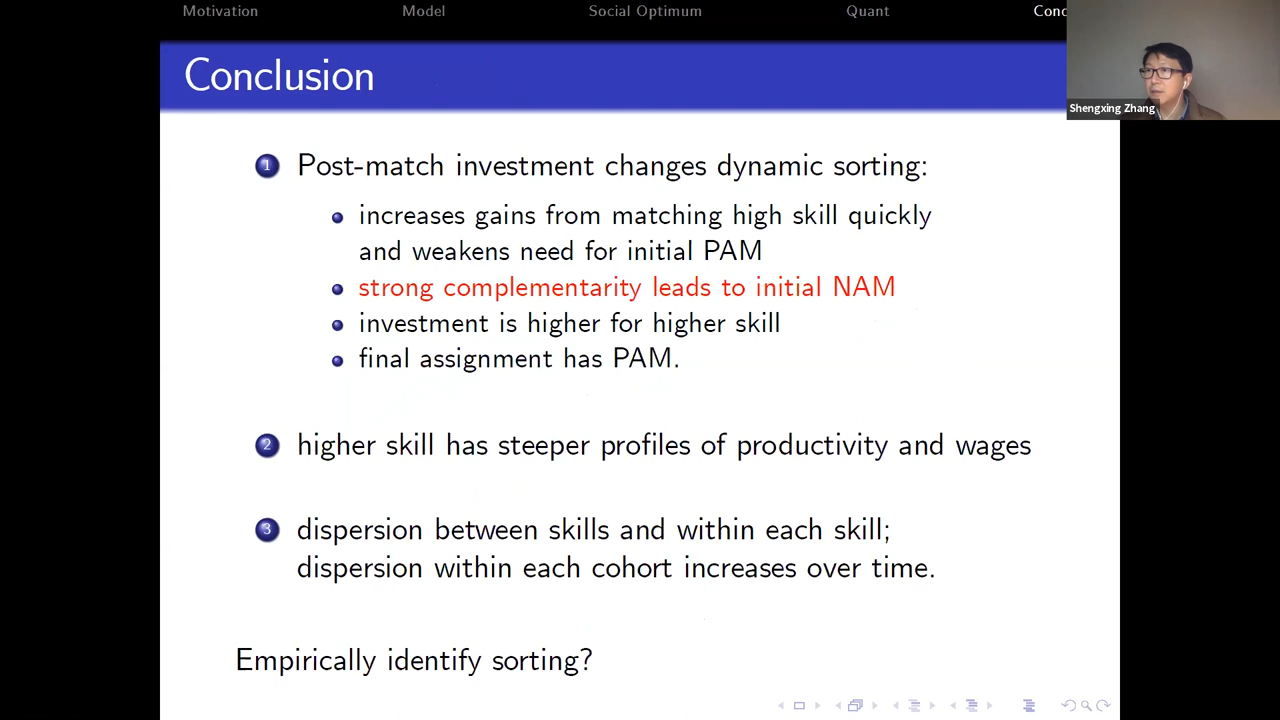 Motivation
Model
Social Optimum
Quant
Conc
Conclusion
Shengxing Zhang
1 Post-match investment changes dynamic sorting:
increases gains from matching high skill quickly
and weakens need for initial PAM
strong complementarity leads to initial NAM
investment is higher for higher skill
final assignment has PAM.
2 higher skill has steeper profiles of productivity and wages
3 dispersion between skills and within each skill;
dispersion within each cohort increases over time.
Empirically identify sorting?